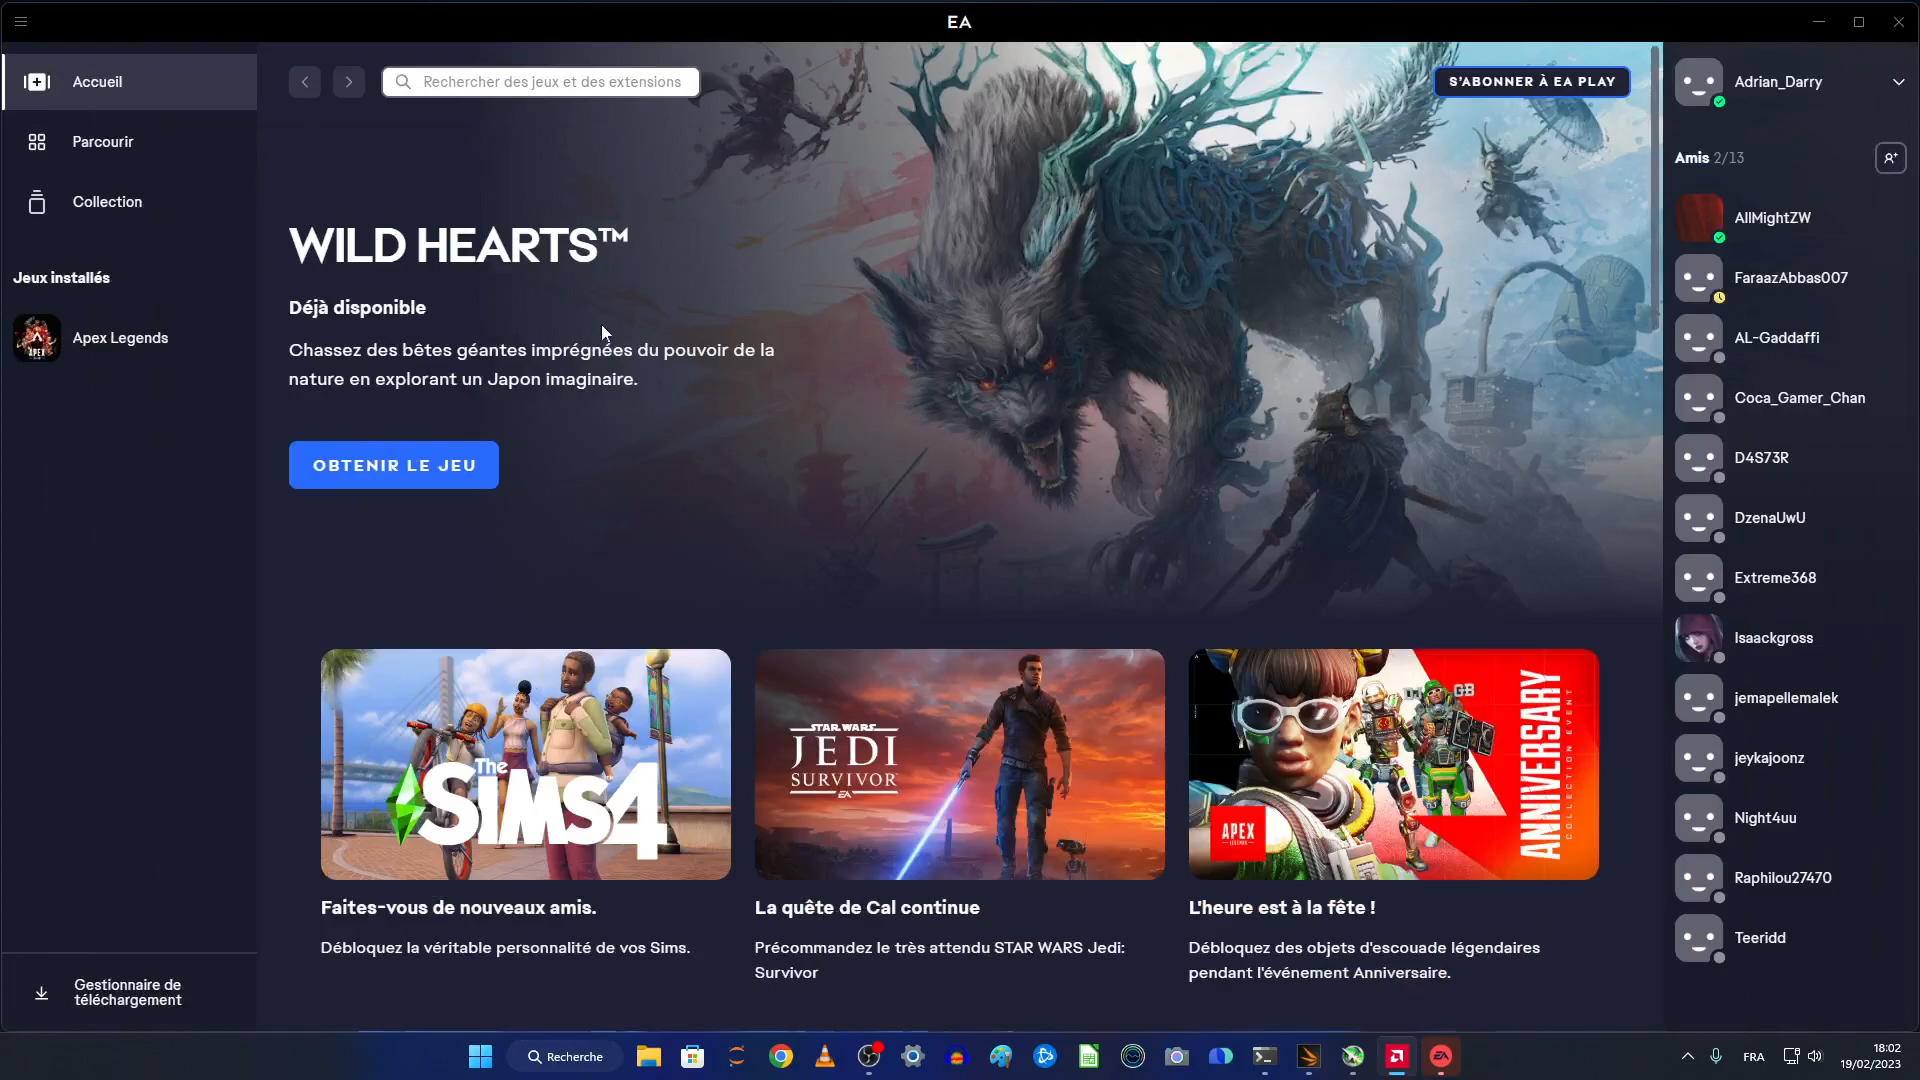 EA
Accueil
Parcourir
Collection
Jeux installés
Apex Legends
Gestionnaire de
téléchargement
Rechercher des jeux et des extensions
S'ABONNER À EA PLAY
WILD HEARTS™
Déjà disponible
Chassez des bêtes géantes imprégnées du pouvoir de la
nature en explorant un Japon imaginaire.
OBTENIR LE JEU
The
SIMS4
Faites-vous de nouveaux amis.
Débloquez la véritable personnalité de vos Sims.
STAR WARS
JEDI
SURVIVOR
EA
La quête de Cal continue
Précommandez le très attendu STAR WARS Jedi:
Survivor
APEX
LEGENDS
ANNIVERSARY
COLLECTION EVENT
L'heure est à la fête !
Débloquez des objets d'escouade légendaires
pendant l'événement Anniversaire.
Adrian_Darry
Amis 2/13
AllMightZW
FaraazAbbas007
AL-Gaddaffi
Coca_Gamer_Chan
D4S73R
DzenaUwU
Extreme368
Isaackgross
jemapellemalek
jeykajoonz
Night4uu
Raphilou27470
Teeridd
Recherche
FRA
18:02
19/02/2023